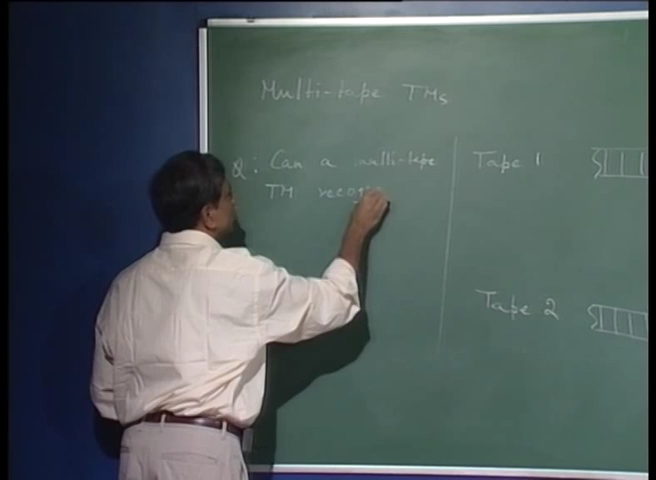 Multi-tape TMs
Q: Can a multi-tape
TM recog
Tape 1
Tape 2